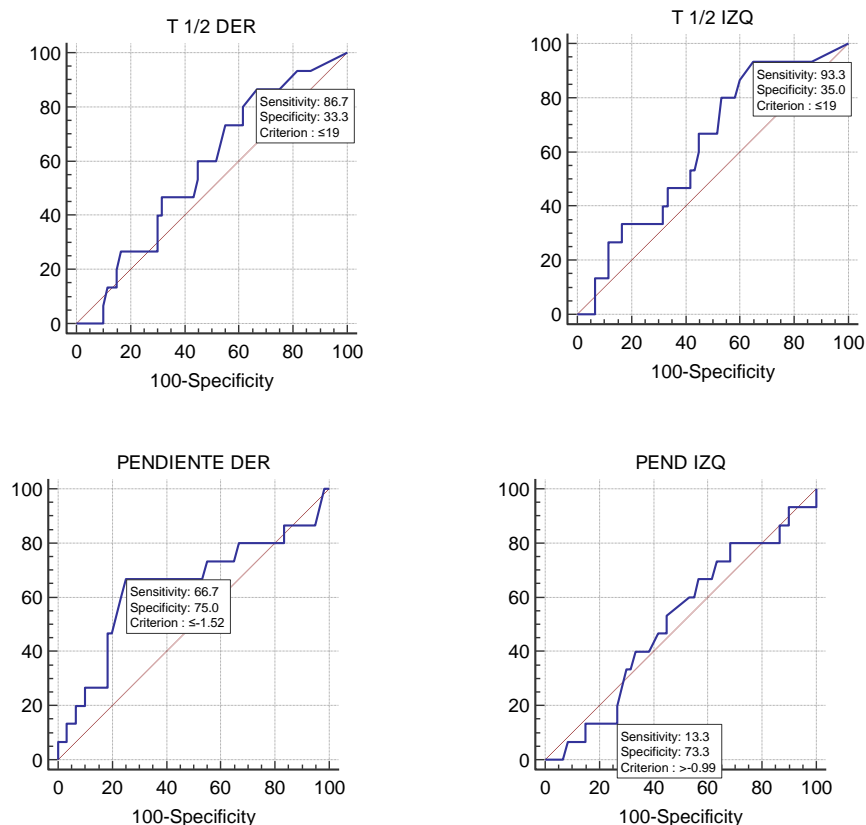 T 1/2 DER
100
80
60
40
20
0
Sensitivity: 86.7
Specificity: 33.3
Criterion : ≤19
0 20 40 60 80 100
100-Specificity
T 1/2 IZQ
100
80
60
40
20
0
Sensitivity: 93.3
Specificity: 35.0
Criterion : ≤19
0 20 40 60 80 100
100-Specificity
PENDIENTE DER
100
80
60
40
20
0
Sensitivity: 66.7
Specificity: 75.0
Criterion : ≤-1.52
0 20 40 60 80 100
100-Specificity
PEND IZQ
100
80
60
40
20
0
Sensitivity: 13.3
Specificity: 73.3
Criterion : >-0.99
0 20 40 60 80 100
100-Specificity